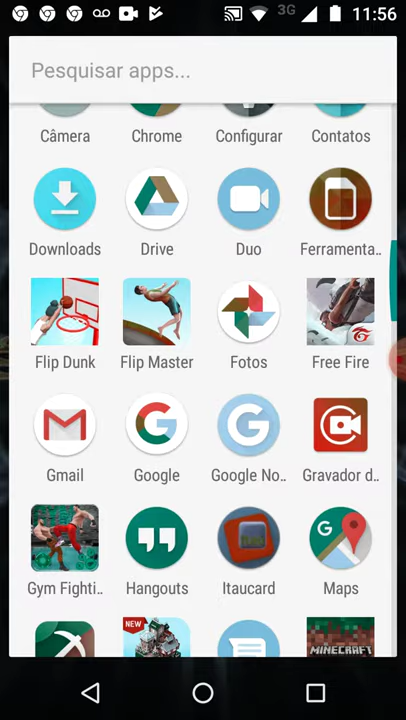 3G 11:56
Pesquisar apps...
Câmera Chrome Configurar Contatos
Downloads Drive Duo Ferramenta..
Flip Dunk Flip Master Fotos Free Fire
Gmail Google Google No.. Gravador d..
G
Gym Fighti.. Hangouts Itaucard Maps
NEW
MINECRAFT